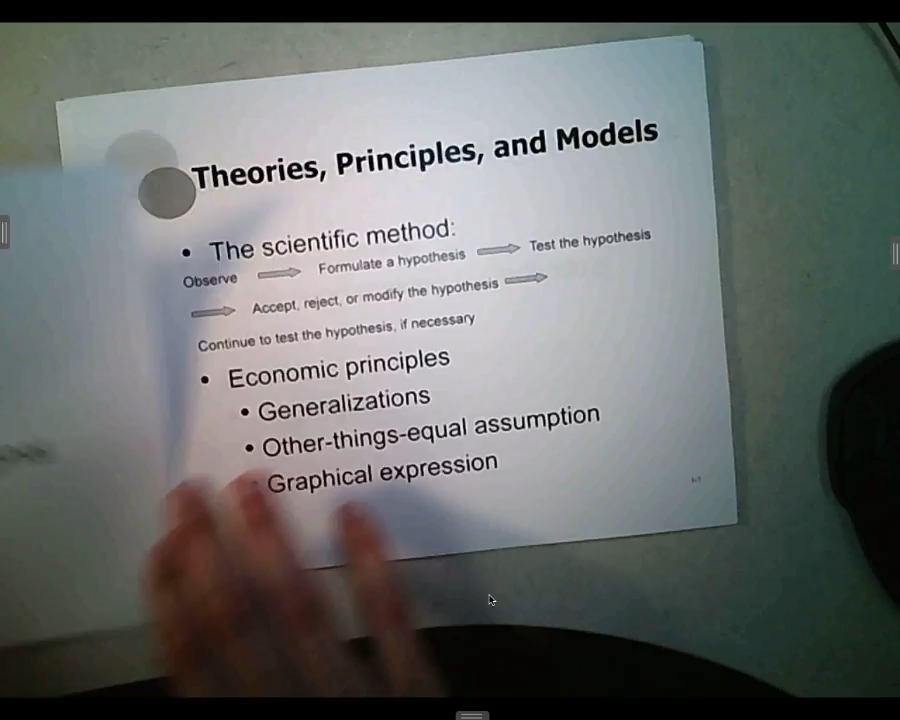 Theories, Principles, and Models
• The scientific method:
Observe Formulate a hypothesis Test the hypothesis
Accept, reject, or modify the hypothesis
Continue to test the hypothesis, if necessary
• Economic principles
• Generalizations
• Other-things-equal assumption
Graphical expression